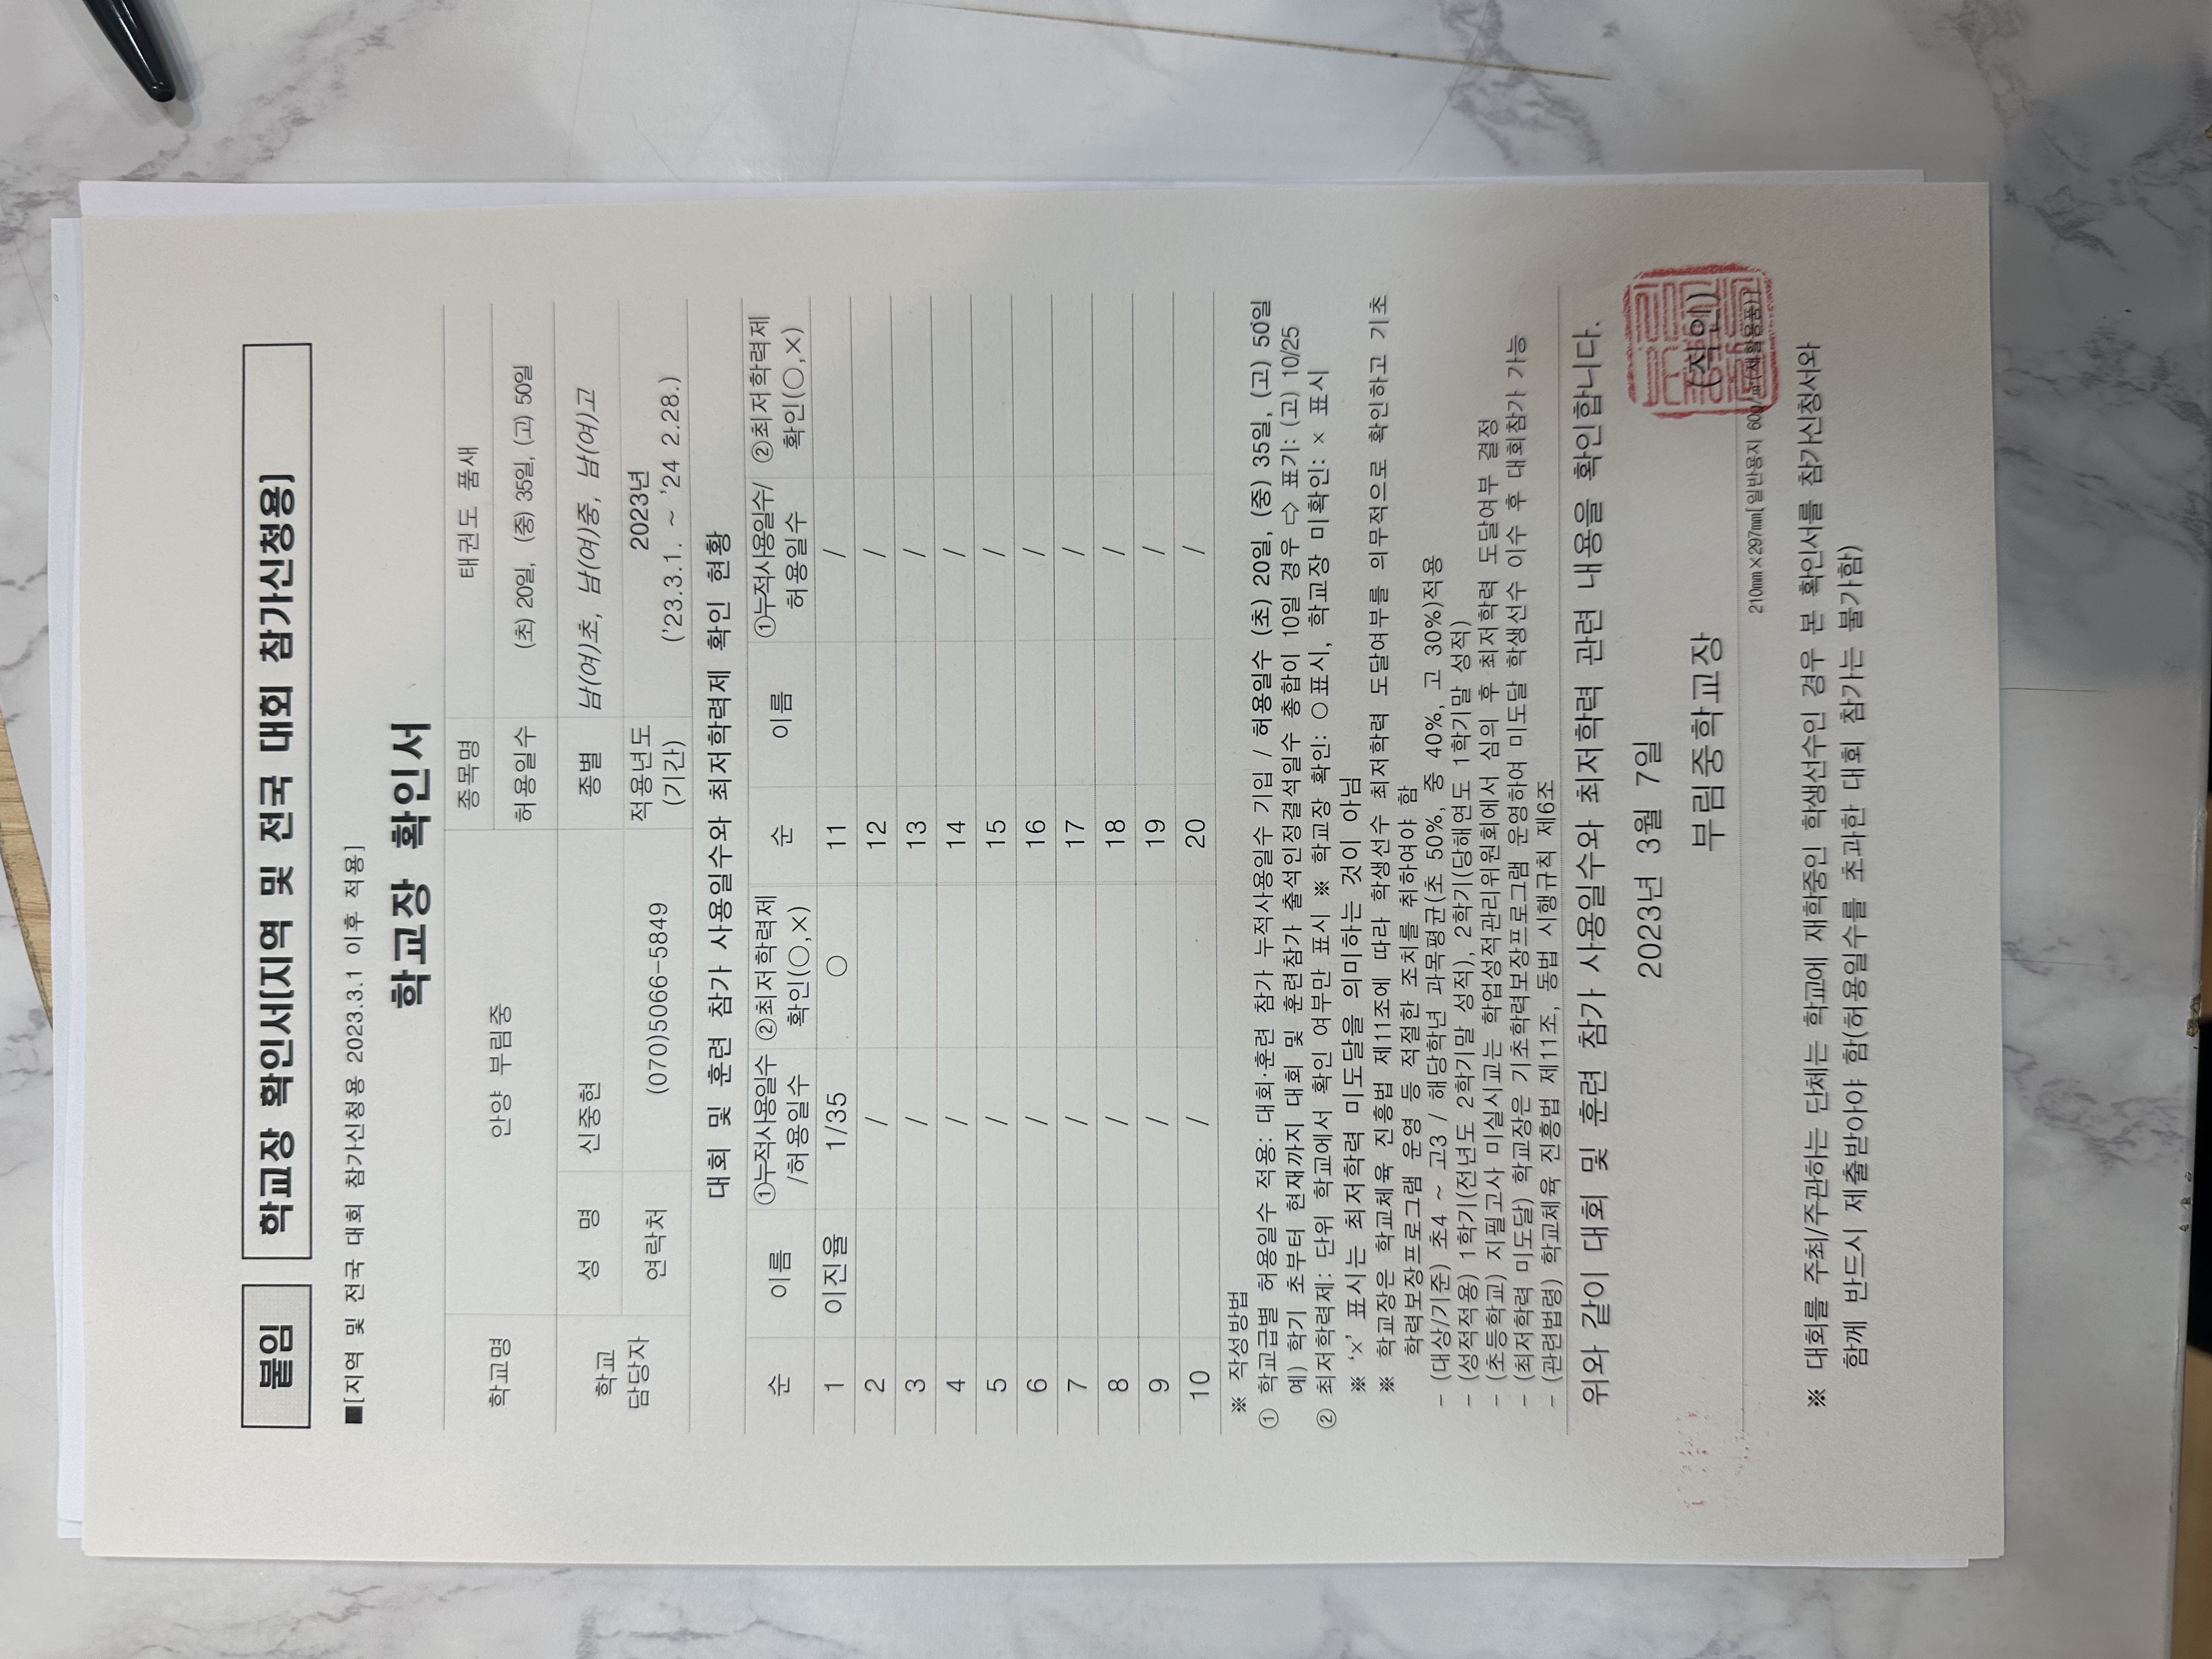 붙임 학교장 확인서[지역 및 전국 대회 참가신청용]
■[지역 및 전국 대회 참가신청용 2023.3.1 이후 적용]
학교장 확인서
학교명 안양 부림중 종목명 태권도 품새
허용일수 (초) 20일, (중) 35일, (고) 50일
학교 담당자 성 명 신중현 종별 남(여)초, 남(여)중, 남(여)고
연락처 (070)5066-5849 적용년도 (기간) 2023년 ('23.3.1. ~ '24 2.28.)
대회 및 훈련 참가 사용일수와 최저학력제 확인 현황
순 이름 ①누적사용일수 /허용일수 ②최저학력제 확인(○,×) 순 이름 ①누적사용일수/ 허용일수 ②최저학력제 확인(○,×)
1 이진율 1/35 ○ 11 /
2 / 12 /
3 / 13 /
4 / 14 /
5 / 15 /
6 / 16 /
7 / 17 /
8 / 18 /
9 / 19 /
10 / 20 /
※ 작성방법
① 학교급별 허용일수 적용: 대회·훈련 참가 누적사용일수 기입 / 허용일수 (초) 20일, (중) 35일, (고) 50일
예) 학기 초부터 현재까지 대회 및 훈련참가 출석인정결석일수 총합이 10일 경우 ⇨ 표기: (고) 10/25
② 최저학력제: 단위 학교에서 확인 여부만 표시 ※ 학교장 확인: ○ 표시, 학교장 미확인: × 표시
※ '×' 표시는 최저학력 미도달을 의미하는 것이 아님
※ 학교장은 학교체육 진흥법 제11조에 따라 학생선수 최저학력 도달여부를 의무적으로 확인하고 기초
학력보장프로그램 운영 등 적절한 조치를 취하여야 함
- (대상/기준) 초4 ~ 고3 / 해당학년 과목평균(초 50%, 중 40%, 고 30%)적용
- (성적적용) 1학기(전년도 2학기말 성적), 2학기(당해연도 1학기말 성적)
- (초등학교) 지필고사 미실시교는 학업성적관리위원회에서 심의 후 최저학력 도달여부 결정
- (최저학력 미도달) 학교장은 기초학력보장프로그램 운영하여 미도달 학생선수 이수 후 대회참가 가능
- (관련법령) 학교체육 진흥법 제11조, 동법 시행규칙 제6조
위와 같이 대회 및 훈련 참가 사용일수와 최저학력 관련 내용을 확인합니다.
2023년 3월 7일
부림중학교장 (직인)
210㎜×297㎜[일반용지 60g/㎡(재활용품)]
※ 대회를 주최/주관하는 단체는 학교에 재학중인 학생선수인 경우 본 확인서를 참가신청서와
함께 반드시 제출받아야 함(허용일수를 초과한 대회 참가는 불가함)